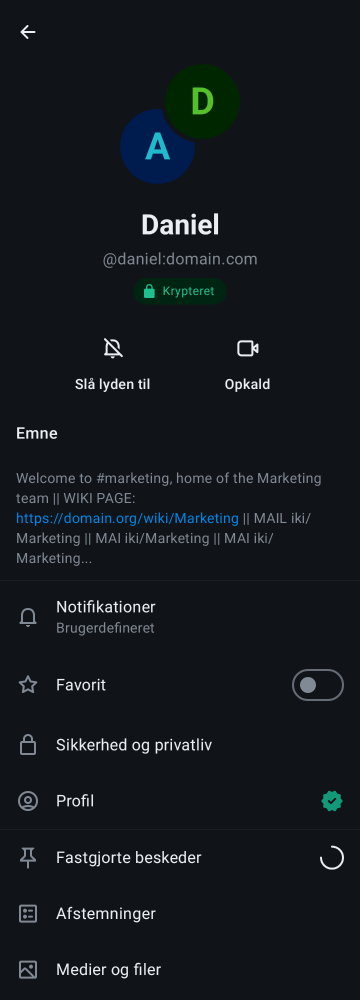 D
A
Daniel
@daniel:domain.com
Krypteret
Slå lyden til
Opkald
Emne
Welcome to #marketing, home of the Marketing
team || WIKI PAGE:
https://domain.org/wiki/Marketing || MAIL iki/
Marketing || MAI iki/Marketing || MAI iki/
Marketing...
Notifikationer
Brugerdefineret
Favorit
Sikkerhed og privatliv
Profil
Fastgjorte beskeder
Afstemninger
Medier og filer